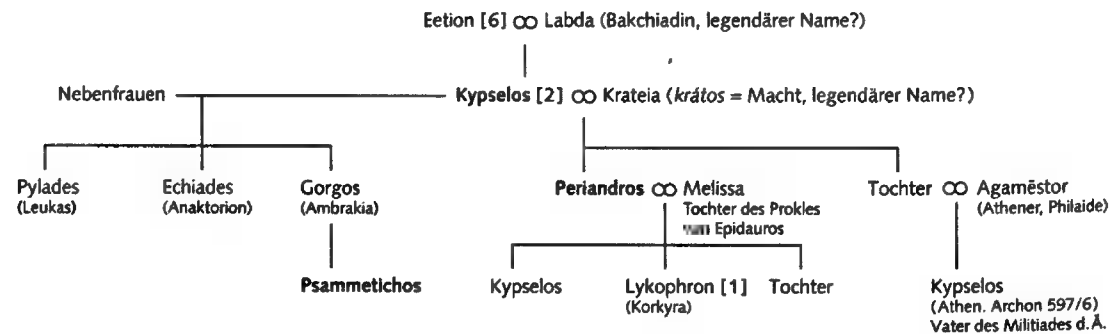 Eetion [6] ⚭ Labda (Bakchiadin, legendärer Name?)
Nebenfrauen
Kypselos [2] ⚭ Krateia (krátos = Macht, legendärer Name?)
Pylades
(Leukas)
Echiades
(Anaktorion)
Gorgos
(Ambrakia)
Periandros ⚭ Melissa
Tochter des Prokles
Epidauros
Tochter ⚭ Agamēstor
(Athener, Philaide)
Psammetichos
Kypselos
Lykophron [1]
(Korkyra)
Tochter
Kypselos
(Athen. Archon 597/6)
Vater des Militiades d.Ä.